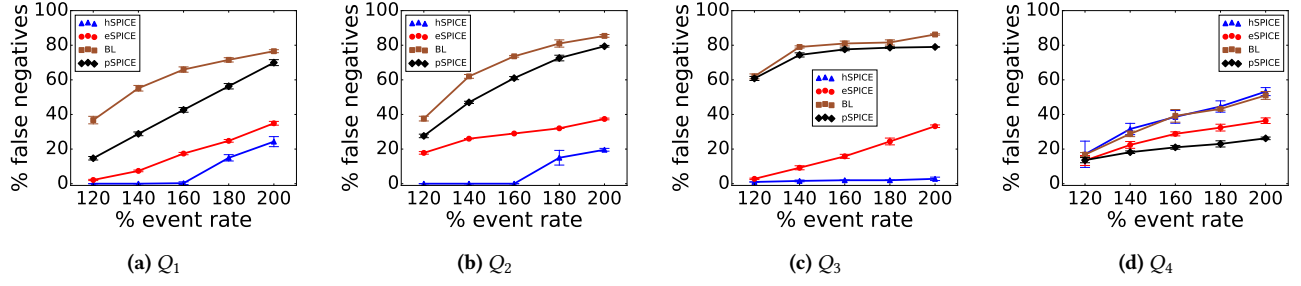 % false negatives
100
80
60
40
20
0
hSPICE
eSPICE
BL
pSPICE
120 140 160 180 200
% event rate
(a) Q1
% false negatives
100
80
60
40
20
0
hSPICE
eSPICE
BL
pSPICE
120 140 160 180 200
% event rate
(b) Q2
% false negatives
100
80
60
40
20
0
hSPICE
eSPICE
BL
pSPICE
120 140 160 180 200
% event rate
(c) Q3
% false negatives
100
80
60
40
20
0
hSPICE
eSPICE
BL
pSPICE
120 140 160 180 200
% event rate
(d) Q4